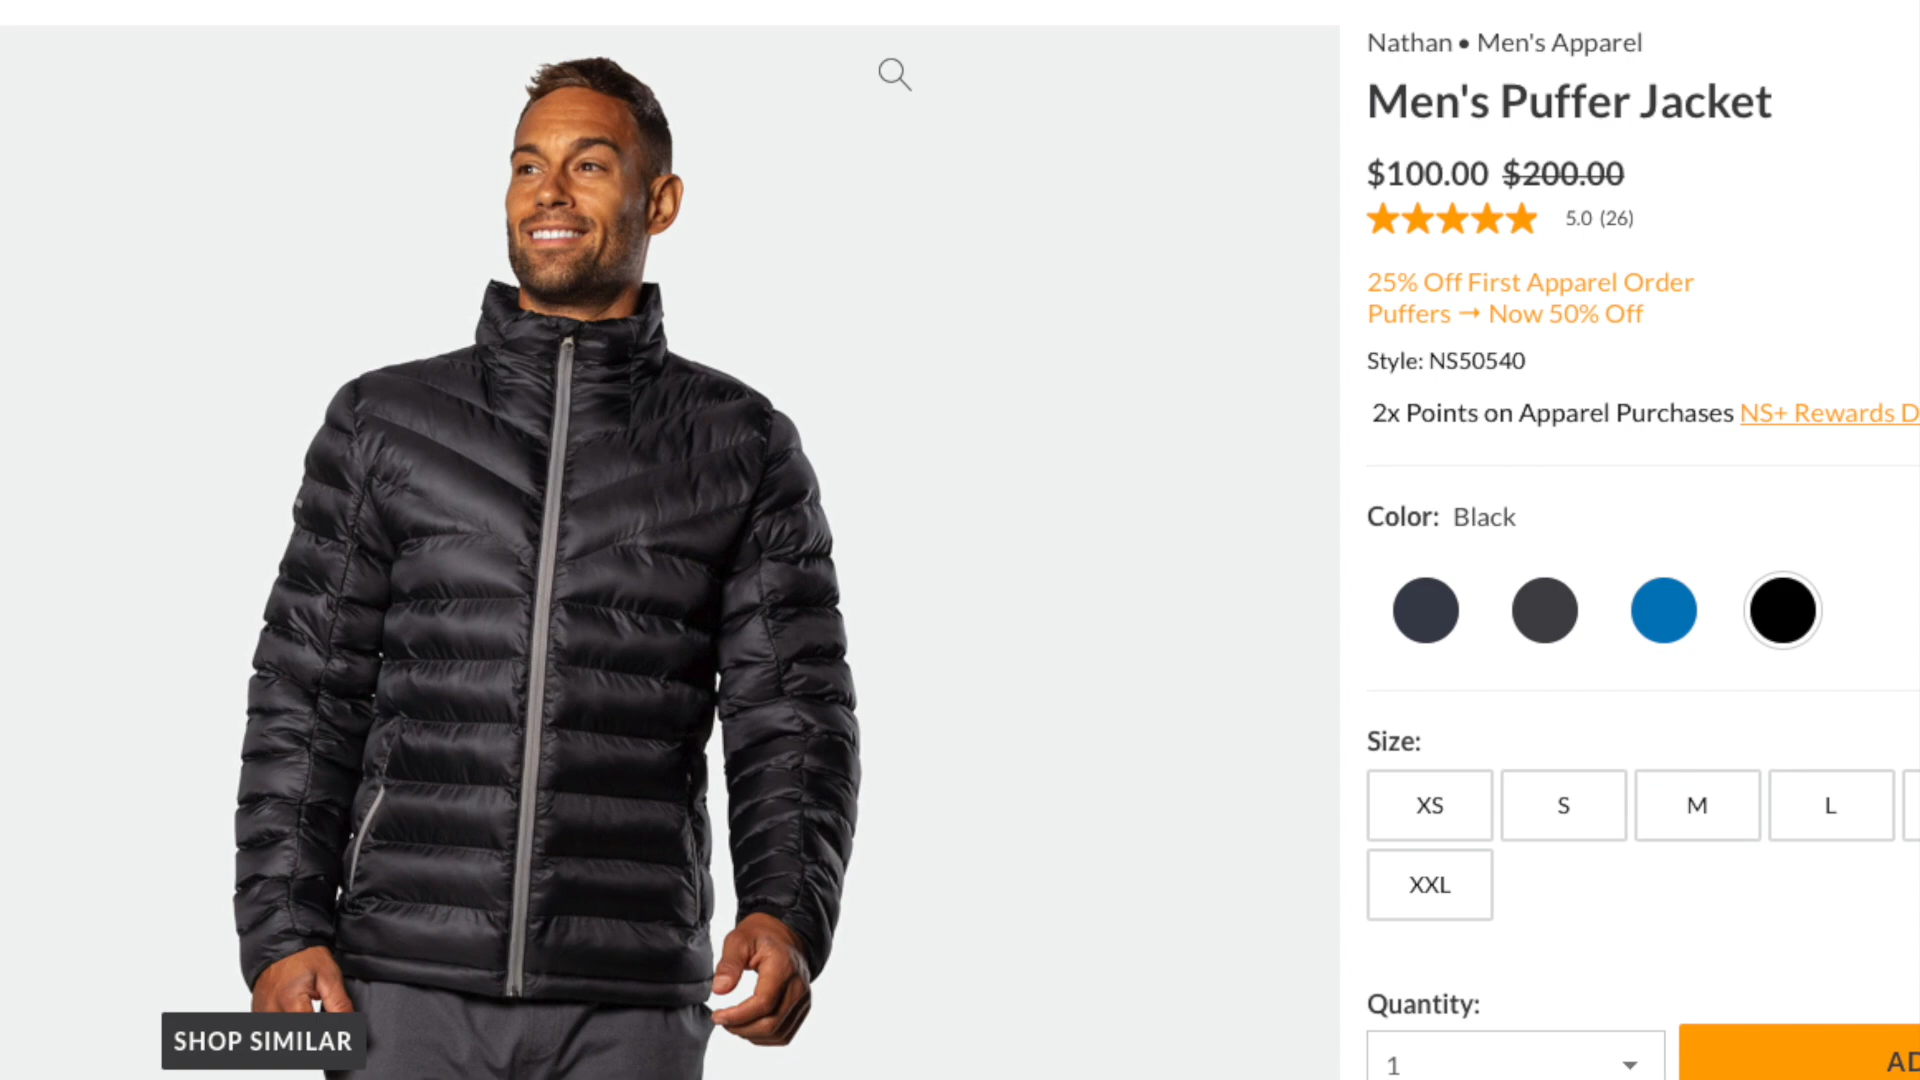 Nathan • Men's Apparel
Men's Puffer Jacket
$100.00 $200.00
5.0 (26)
25% Off First Apparel Order
Puffers → Now 50% Off
Style: NS50540
2x Points on Apparel Purchases NS+ Rewards D
Color: Black
Size:
XS S M L
XXL
Quantity:
1
AD
SHOP SIMILAR